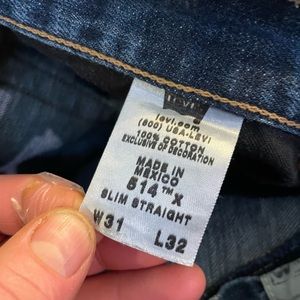 LEVI'S
levi.com
(800) USA-LEVI
100% COTTON
EXCLUSIVE OF DECORATION
MADE IN
MEXICO
514™ X
SLIM STRAIGHT
W31 L32